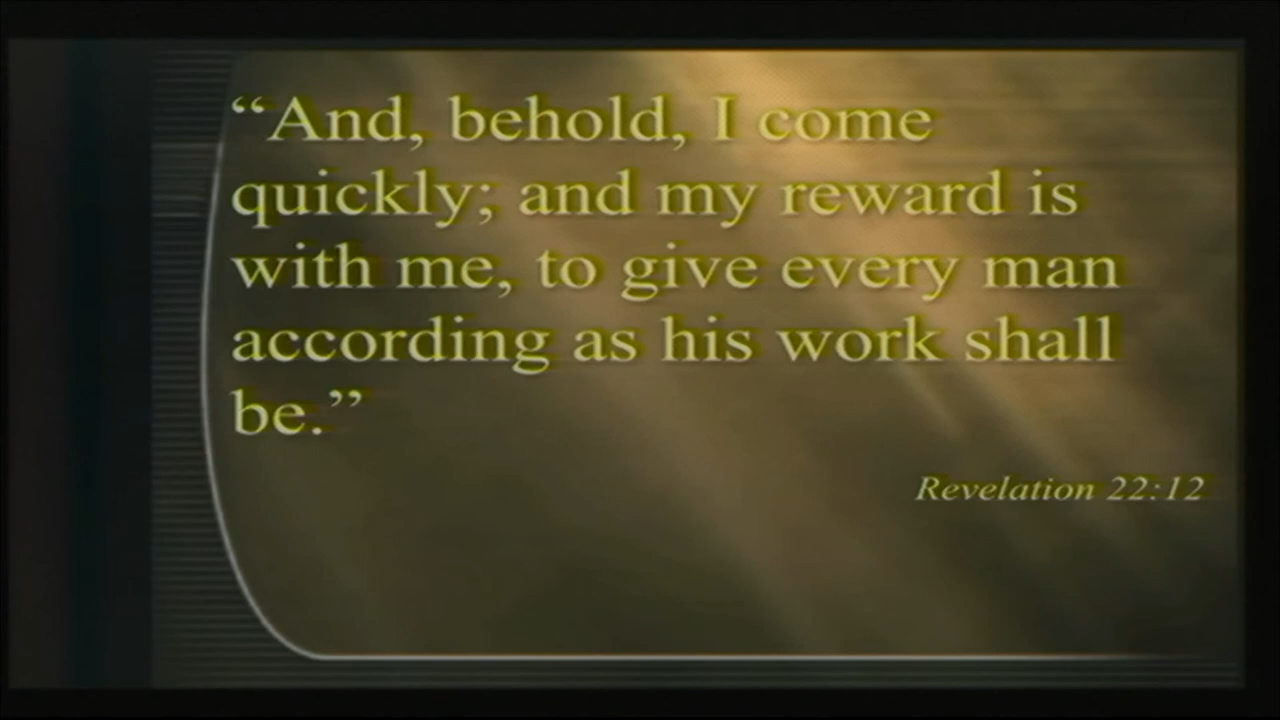 “And, behold, I come
quickly; and my reward is
with me, to give every man
according as his work shall
be.”
Revelation 22:12